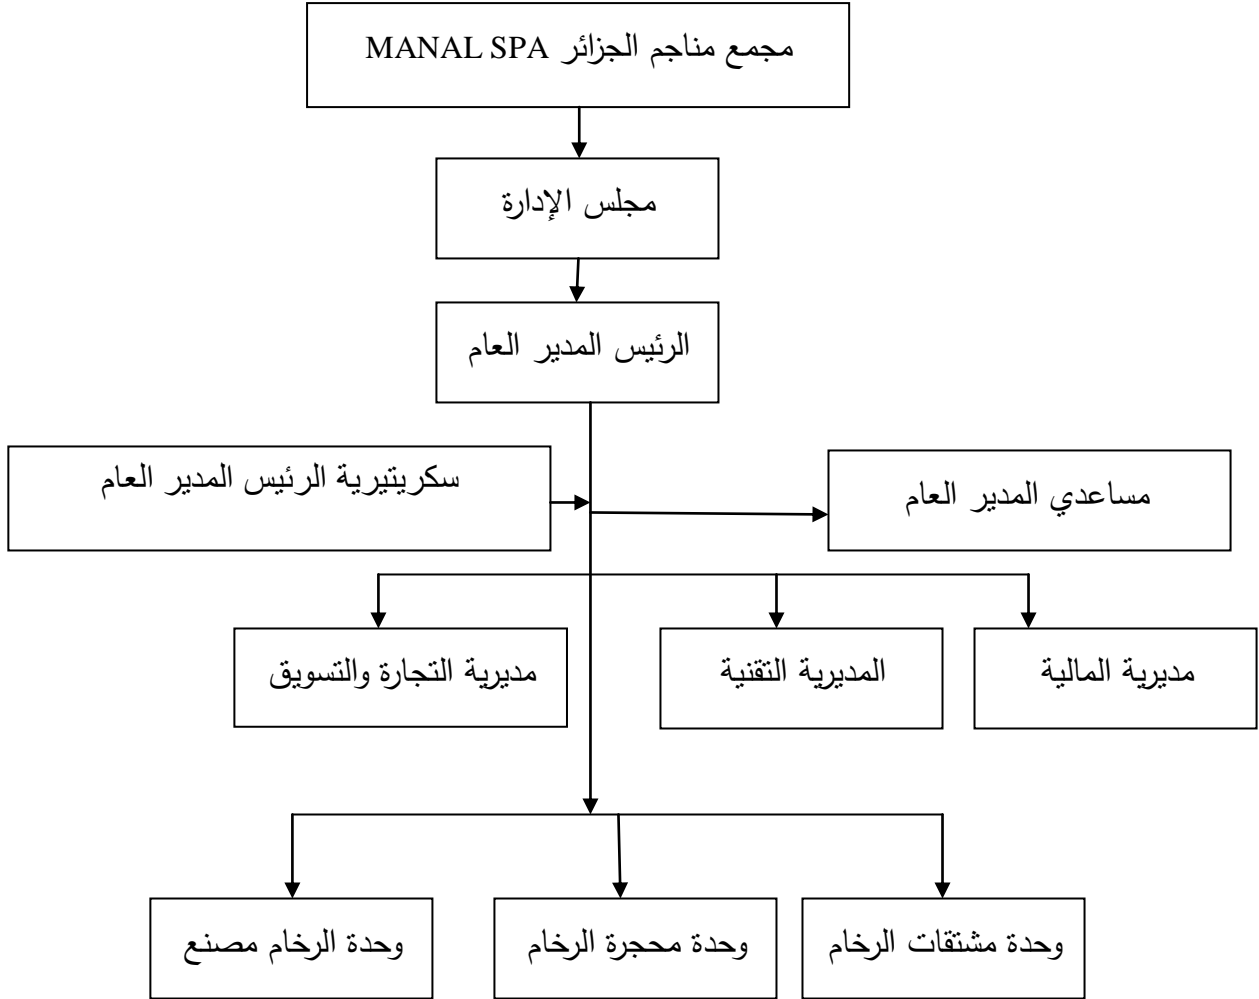 مجمع مناجم الجزائر MANAL SPA
مجلس الإدارة
الرئيس المدير العام
سكريتيرية الرئيس المدير العام
مساعدي المدير العام
مديرية المالية
المديرية التقنية
مديرية التجارة والتسويق
وحدة مشتقات الرخام
وحدة محجرة الرخام
وحدة الرخام مصنع